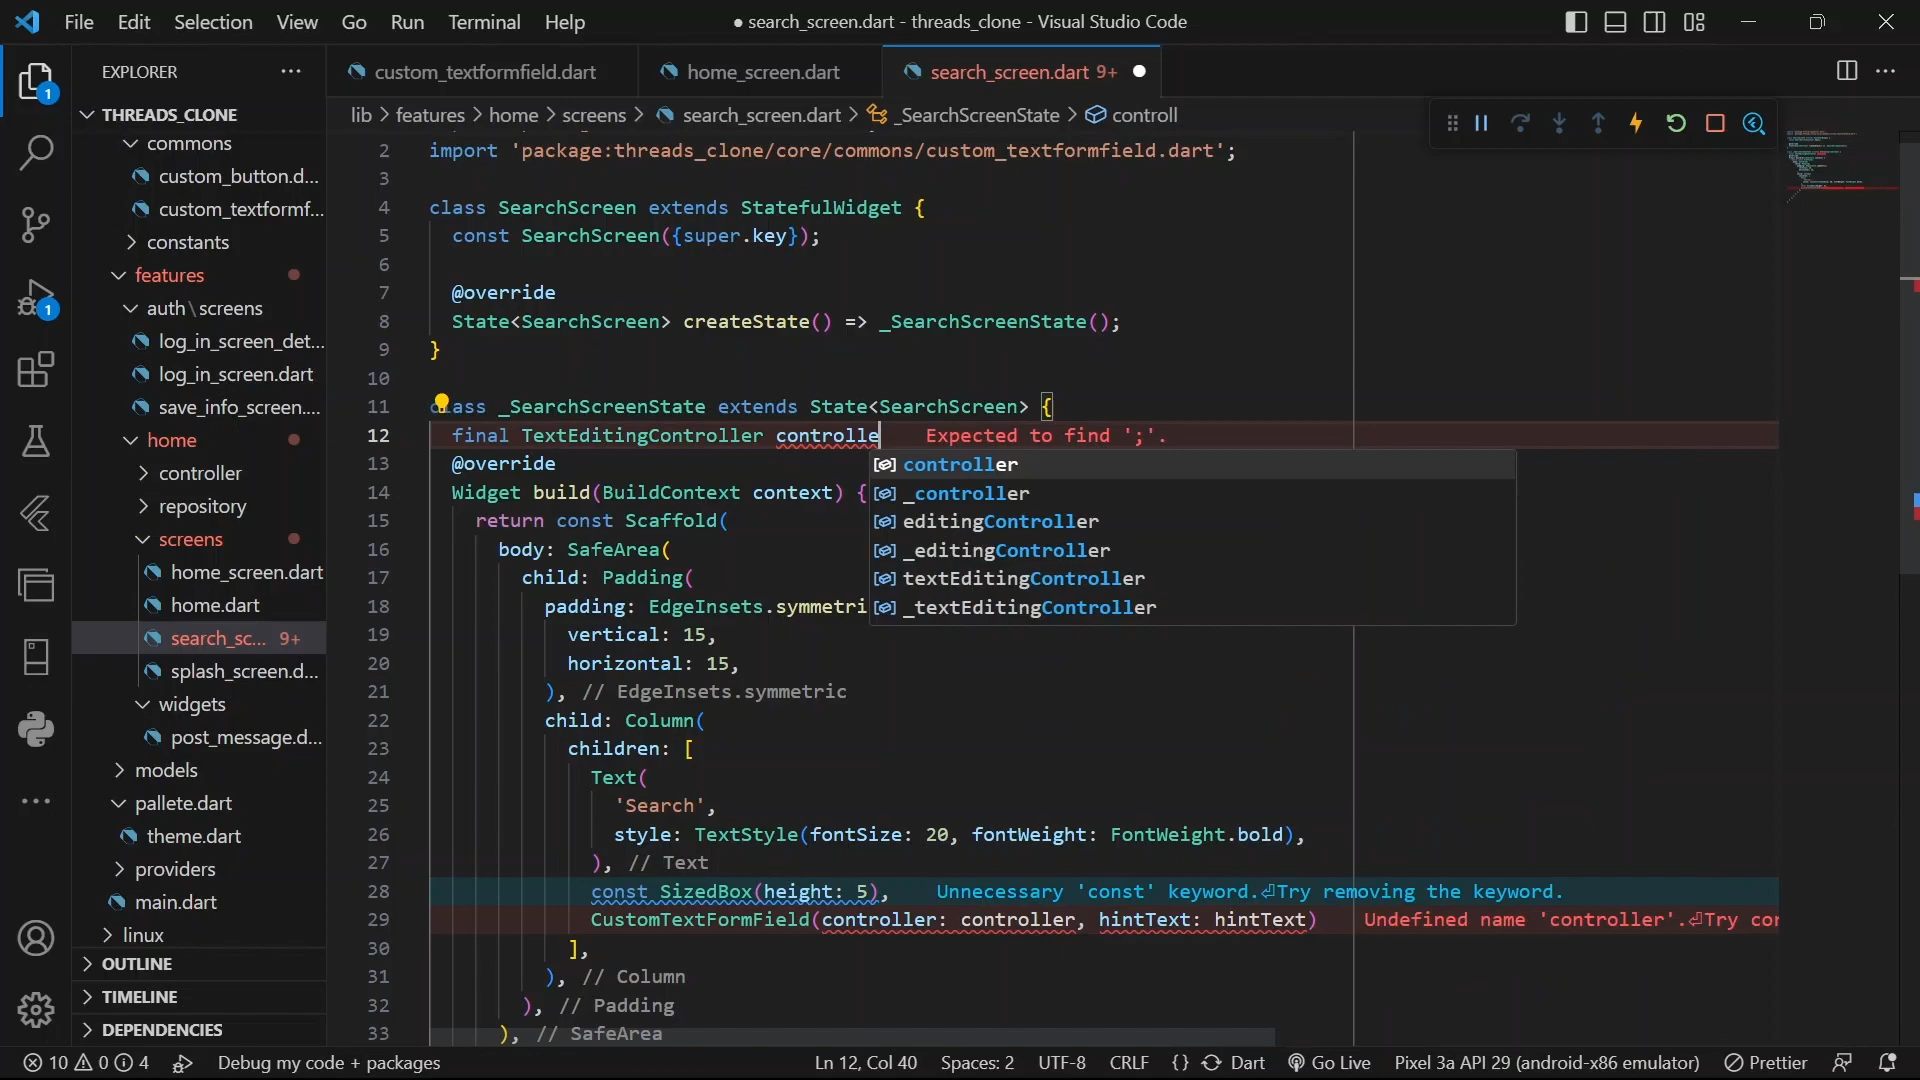 File Edit Selection View Go Run Terminal Help
● search_screen.dart - threads_clone - Visual Studio Code
EXPLORER
THREADS_CLONE
commons
custom_button.d...
custom_textformf...
constants
features
auth\screens
log_in_screen_det...
log_in_screen.dart
save_info_screen....
home
controller
repository
screens
home_screen.dart
home.dart
search_sc... 9+
splash_screen.d...
widgets
post_message.d...
models
pallete.dart
theme.dart
providers
main.dart
linux
OUTLINE
TIMELINE
DEPENDENCIES
1
1
custom_textformfield.dart home_screen.dart search_screen.dart 9+
lib > features > home > screens > search_screen.dart > _SearchScreenState > controll
2 import 'package:threads_clone/core/commons/custom_textformfield.dart';
3
4 class SearchScreen extends StatefulWidget {
5 const SearchScreen({super.key});
6
7 @override
8 State<SearchScreen> createState() => _SearchScreenState();
9 }
10
11 class _SearchScreenState extends State<SearchScreen> {
12 final TextEditingController controlle Expected to find ';'.
13 @override
14 Widget build(BuildContext context) {
15 return const Scaffold(
16 body: SafeArea(
17 child: Padding(
18 padding: EdgeInsets.symmetri
19 vertical: 15,
20 horizontal: 15,
21 ), // EdgeInsets.symmetric
22 child: Column(
23 children: [
24 Text(
25 'Search',
26 style: TextStyle(fontSize: 20, fontWeight: FontWeight.bold),
27 ), // Text
28 const SizedBox(height: 5), Unnecessary 'const' keyword.⏎Try removing the keyword.
29 CustomTextFormField(controller: controller, hintText: hintText) Undefined name 'controller'.⏎Try cor
30 ],
31 ), // Column
32 ), // Padding
33 ), // SafeArea
controller
_controller
editingController
_editingController
textEditingController
_textEditingController
10 0 4 Debug my code + packages Ln 12, Col 40 Spaces: 2 UTF-8 CRLF {} Dart Go Live Pixel 3a API 29 (android-x86 emulator) Prettier